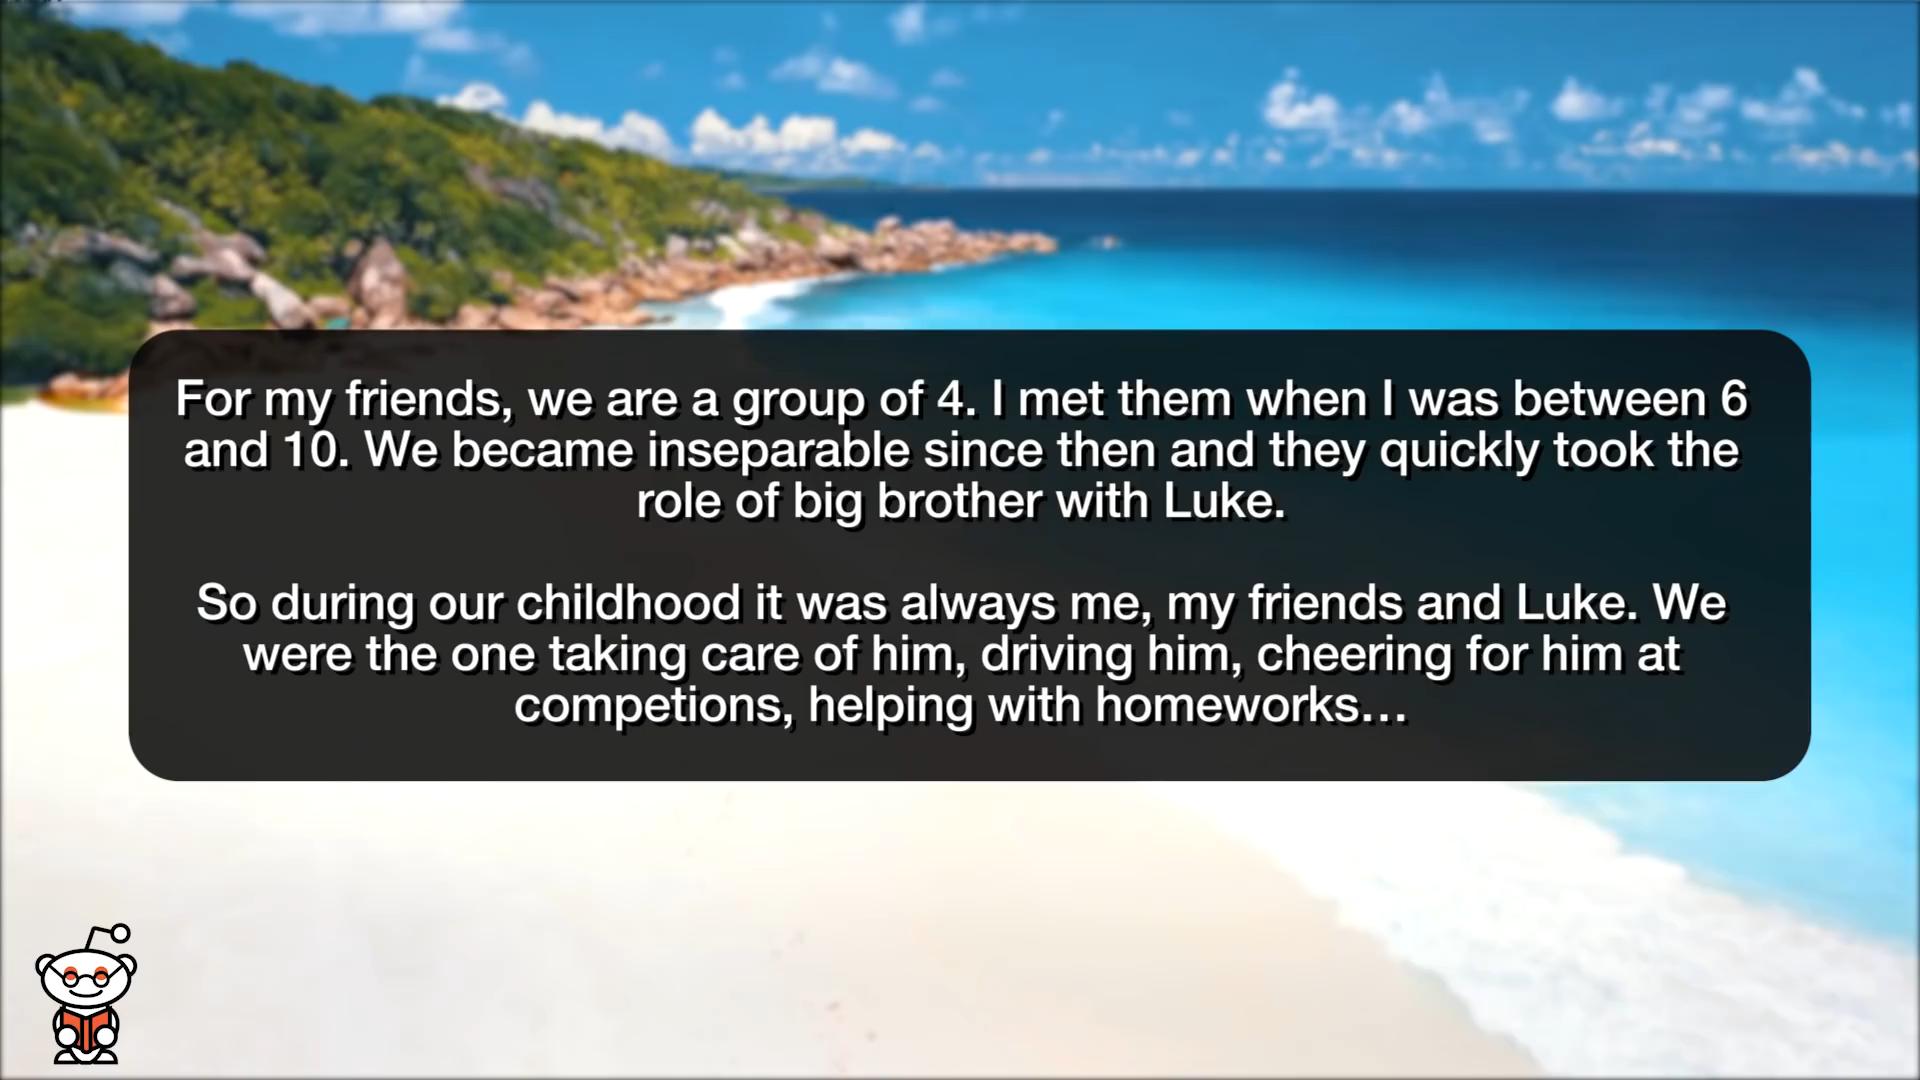 For my friends, we are a group of 4. I met them when I was between 6
and 10. We became inseparable since then and they quickly took the
role of big brother with Luke.
So during our childhood it was always me, my friends and Luke. We
were the one taking care of him, driving him, cheering for him at
competions, helping with homeworks…